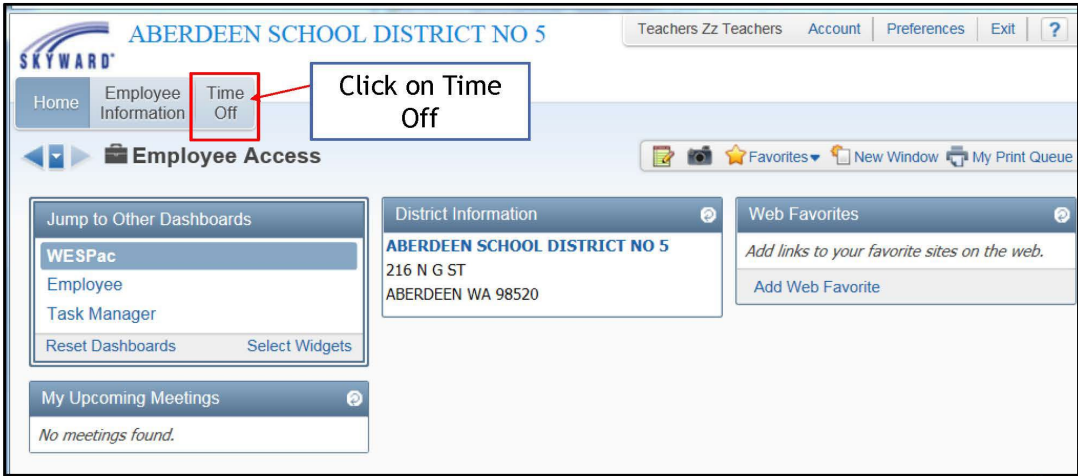 SKYWARD
ABERDEEN SCHOOL DISTRICT NO 5
Teachers Zz Teachers Account Preferences Exit ?
Home
Employee Information
Time Off
Click on Time
Off
Employee Access
Favorites New Window My Print Queue
Jump to Other Dashboards
WESPac
Employee
Task Manager
Reset Dashboards Select Widgets
District Information
ABERDEEN SCHOOL DISTRICT NO 5
216 N G ST
ABERDEEN WA 98520
Web Favorites
Add links to your favorite sites on the web.
Add Web Favorite
My Upcoming Meetings
No meetings found.